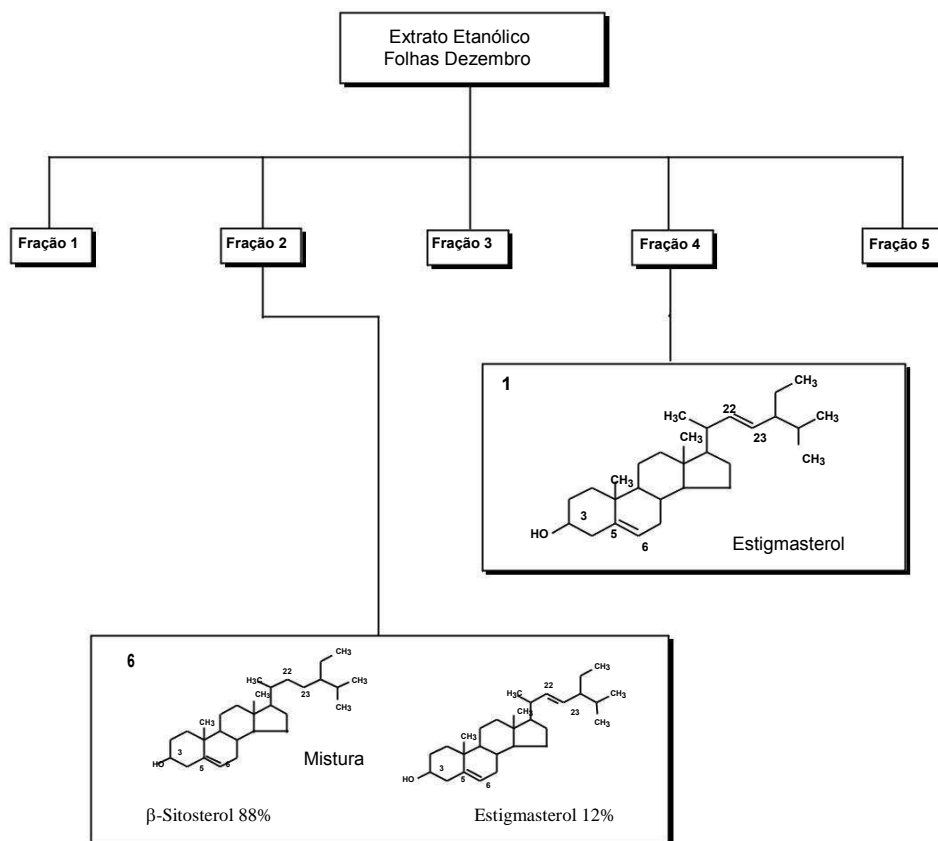 Extrato Etanólico
Folhas Dezembro
Fração 1
Fração 2
Fração 3
Fração 4
Fração 5
1
CH3
H3C
22
CH3
23
CH3
CH3
CH3
3
HO
5
6
Estigmasterol
6
CH3
H3C
22
CH3
23
CH3
CH3
CH3
3
HO
5
6
Mistura
β-Sitosterol 88%
CH3
22
H3C
CH3
23
CH3
CH3
CH3
3
HO
5
6
Estigmasterol 12%